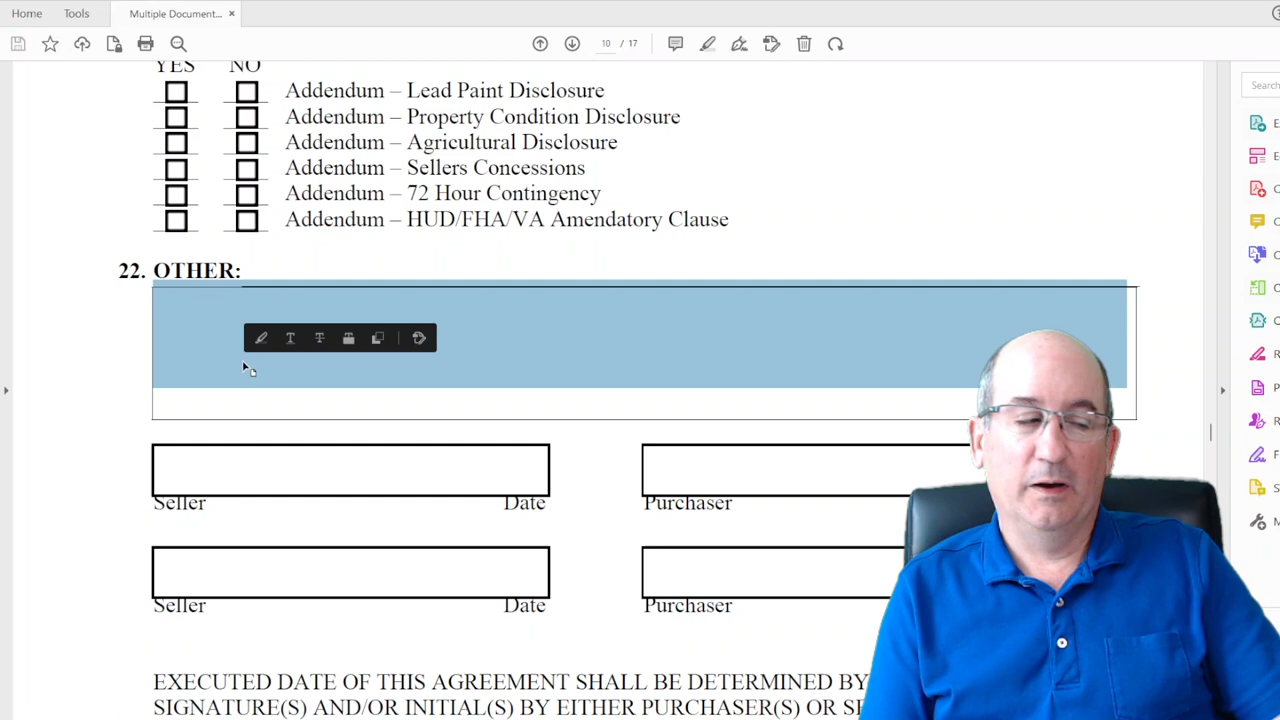 Home Tools Multiple Document... ×
10 / 17
YES NO
Addendum – Lead Paint Disclosure
Addendum – Property Condition Disclosure
Addendum – Agricultural Disclosure
Addendum – Sellers Concessions
Addendum – 72 Hour Contingency
Addendum – HUD/FHA/VA Amendatory Clause
22. OTHER:
Seller Date Purchaser
Seller Date Purchaser
EXECUTED DATE OF THIS AGREEMENT SHALL BE DETERMINED BY
SIGNATURE(S) AND/OR INITIAL(S) BY EITHER PURCHASER(S) OR SE
Search